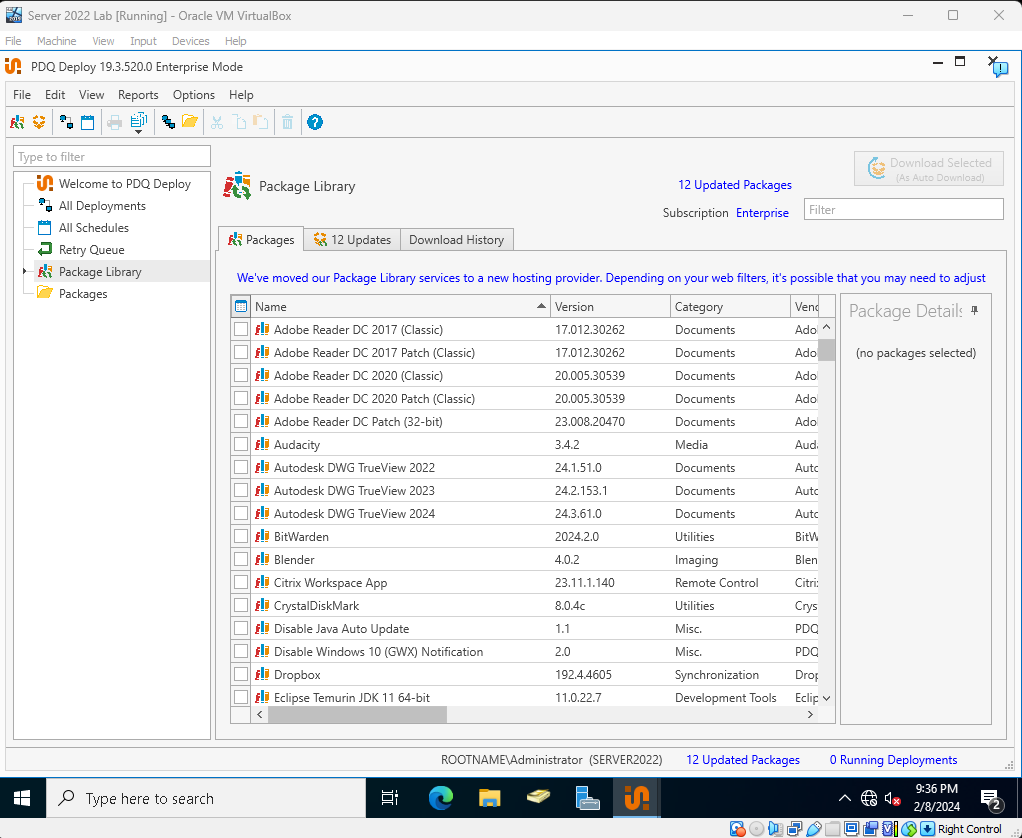 Server 2022 Lab [Running] - Oracle VM VirtualBox
File Machine View Input Devices Help
PDQ Deploy 19.3.520.0 Enterprise Mode
File Edit View Reports Options Help
Type to filter
Welcome to PDQ Deploy
All Deployments
All Schedules
Retry Queue
Package Library
Packages
Package Library
12 Updated Packages
Subscription Enterprise
Download Selected
(As Auto Download)
Filter
Packages 12 Updates Download History
We've moved our Package Library services to a new hosting provider. Depending on your web filters, it's possible that you may need to adjust
Name Version Category Venc
Adobe Reader DC 2017 (Classic) 17.012.30262 Documents Ado
Adobe Reader DC 2017 Patch (Classic) 17.012.30262 Documents Ado
Adobe Reader DC 2020 (Classic) 20.005.30539 Documents Ado
Adobe Reader DC 2020 Patch (Classic) 20.005.30539 Documents Ado
Adobe Reader DC Patch (32-bit) 23.008.20470 Documents Ado
Audacity 3.4.2 Media Aud
Autodesk DWG TrueView 2022 24.1.51.0 Documents Auto
Autodesk DWG TrueView 2023 24.2.153.1 Documents Auto
Autodesk DWG TrueView 2024 24.3.61.0 Documents Auto
BitWarden 2024.2.0 Utilities BitW
Blender 4.0.2 Imaging Blen
Citrix Workspace App 23.11.1.140 Remote Control Citri
CrystalDiskMark 8.0.4c Utilities Crys
Disable Java Auto Update 1.1 Misc. PDQ
Disable Windows 10 (GWX) Notification 2.0 Misc. PDQ
Dropbox 192.4.4605 Synchronization Drop
Eclipse Temurin JDK 11 64-bit 11.0.22.7 Development Tools Eclip
Package Details
(no packages selected)
ROOTNAME\Administrator (SERVER2022) 12 Updated Packages 0 Running Deployments
Type here to search
9:36 PM
2/8/2024
2
Right Control